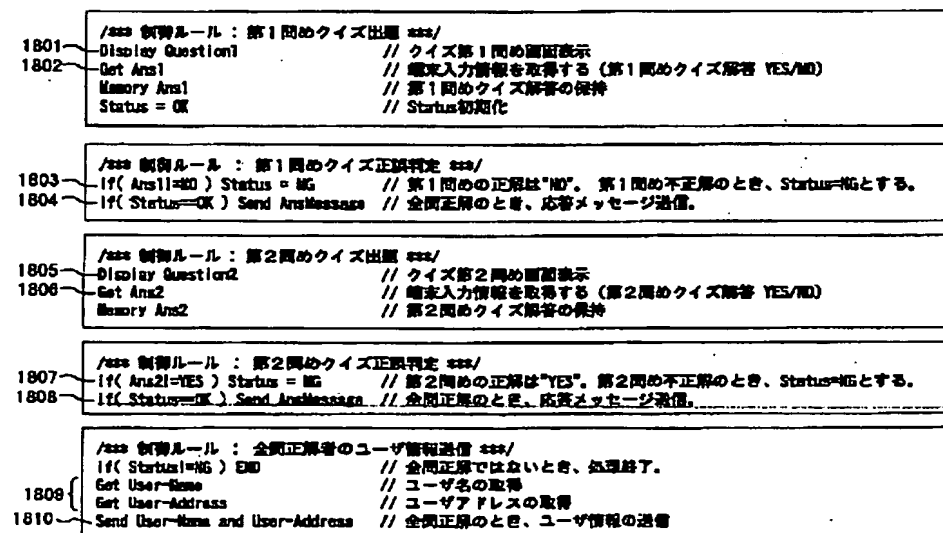 /*** 制御ルール : 第1問めクイズ出題 ***/
1801 Display Question1 // クイズ第1問め画面表示
1802 Get Ans1 // 端末入力情報を取得する (第1問めクイズ解答 YES/NO)
Memory Ans1 // 第1問めクイズ解答の保持
Status = OK // Status初期化
/*** 制御ルール : 第1問めクイズ正誤判定 ***/
1803 if( Ans1!=NO ) Status = NG // 第1問めの正解は"NO"。 第1問め不正解のとき、Status=NGとする。
1804 if( Status==OK ) Send AnsMessage // 全問正解のとき、応答メッセージ送信。
/*** 制御ルール : 第2問めクイズ出題 ***/
1805 Display Question2 // クイズ第2問め画面表示
1806 Get Ans2 // 端末入力情報を取得する (第2問めクイズ解答 YES/NO)
Memory Ans2 // 第2問めクイズ解答の保持
/*** 制御ルール : 第2問めクイズ正誤判定 ***/
1807 if( Ans2!=YES ) Status = NG // 第2問めの正解は"YES"。第2問め不正解のとき、Status=NGとする。
1808 if( Status==OK ) Send AnsMessage // 全問正解のとき、応答メッセージ送信。
/*** 制御ルール : 全問正解者のユーザ情報送信 ***/
if( Status!=NG ) END // 全問正解ではないとき、処理終了。
1809 Get User-Name // ユーザ名の取得
Get User-Address // ユーザアドレスの取得
1810 Send User-Name and User-Address // 全問正解のとき、ユーザ情報の送信